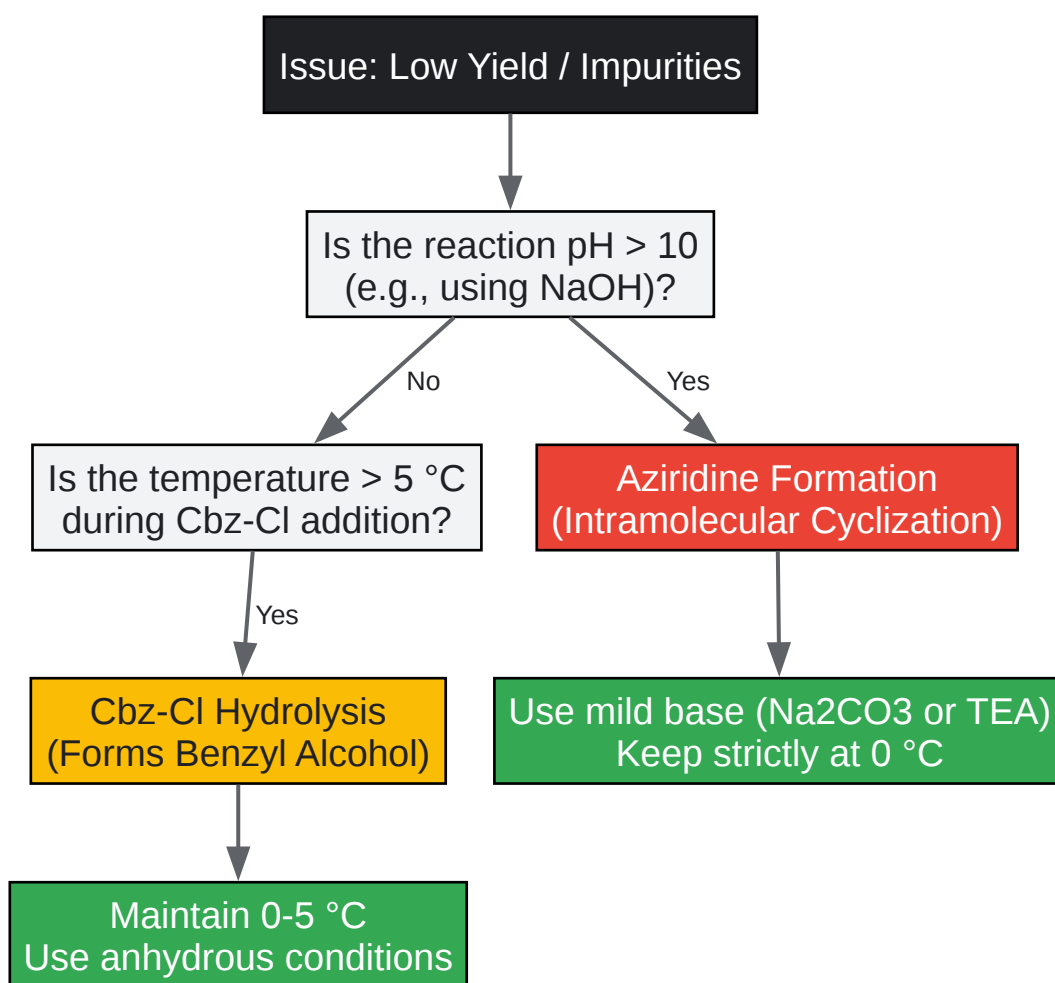 Issue: Low Yield / Impurities
Is the reaction pH > 10
(e.g., using NaOH)?
No
Yes
Is the temperature > 5 °C
during Cbz-Cl addition?
Aziridine Formation
(Intramolecular Cyclization)
Yes
Cbz-Cl Hydrolysis
(Forms Benzyl Alcohol)
Use mild base (Na2CO3 or TEA)
Keep strictly at 0 °C
Maintain 0-5 °C
Use anhydrous conditions